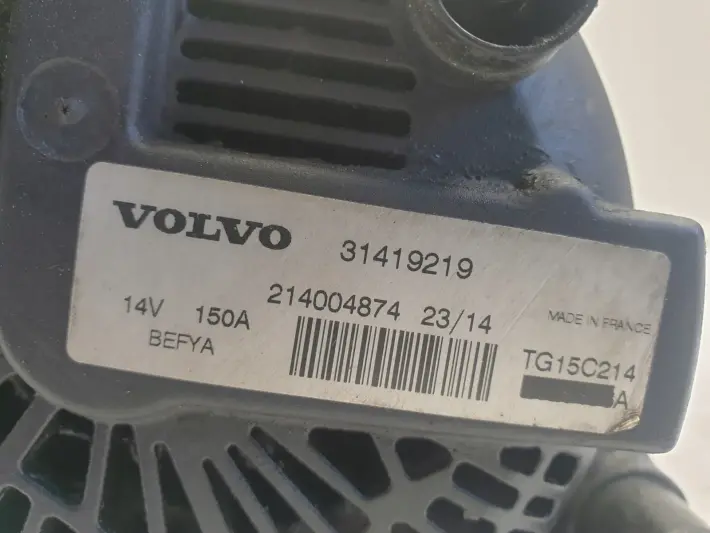 VOLVO 31419219
214004874 23/14
14V 150A
MADE IN FRANCE
BEFYA
TG15C214
A